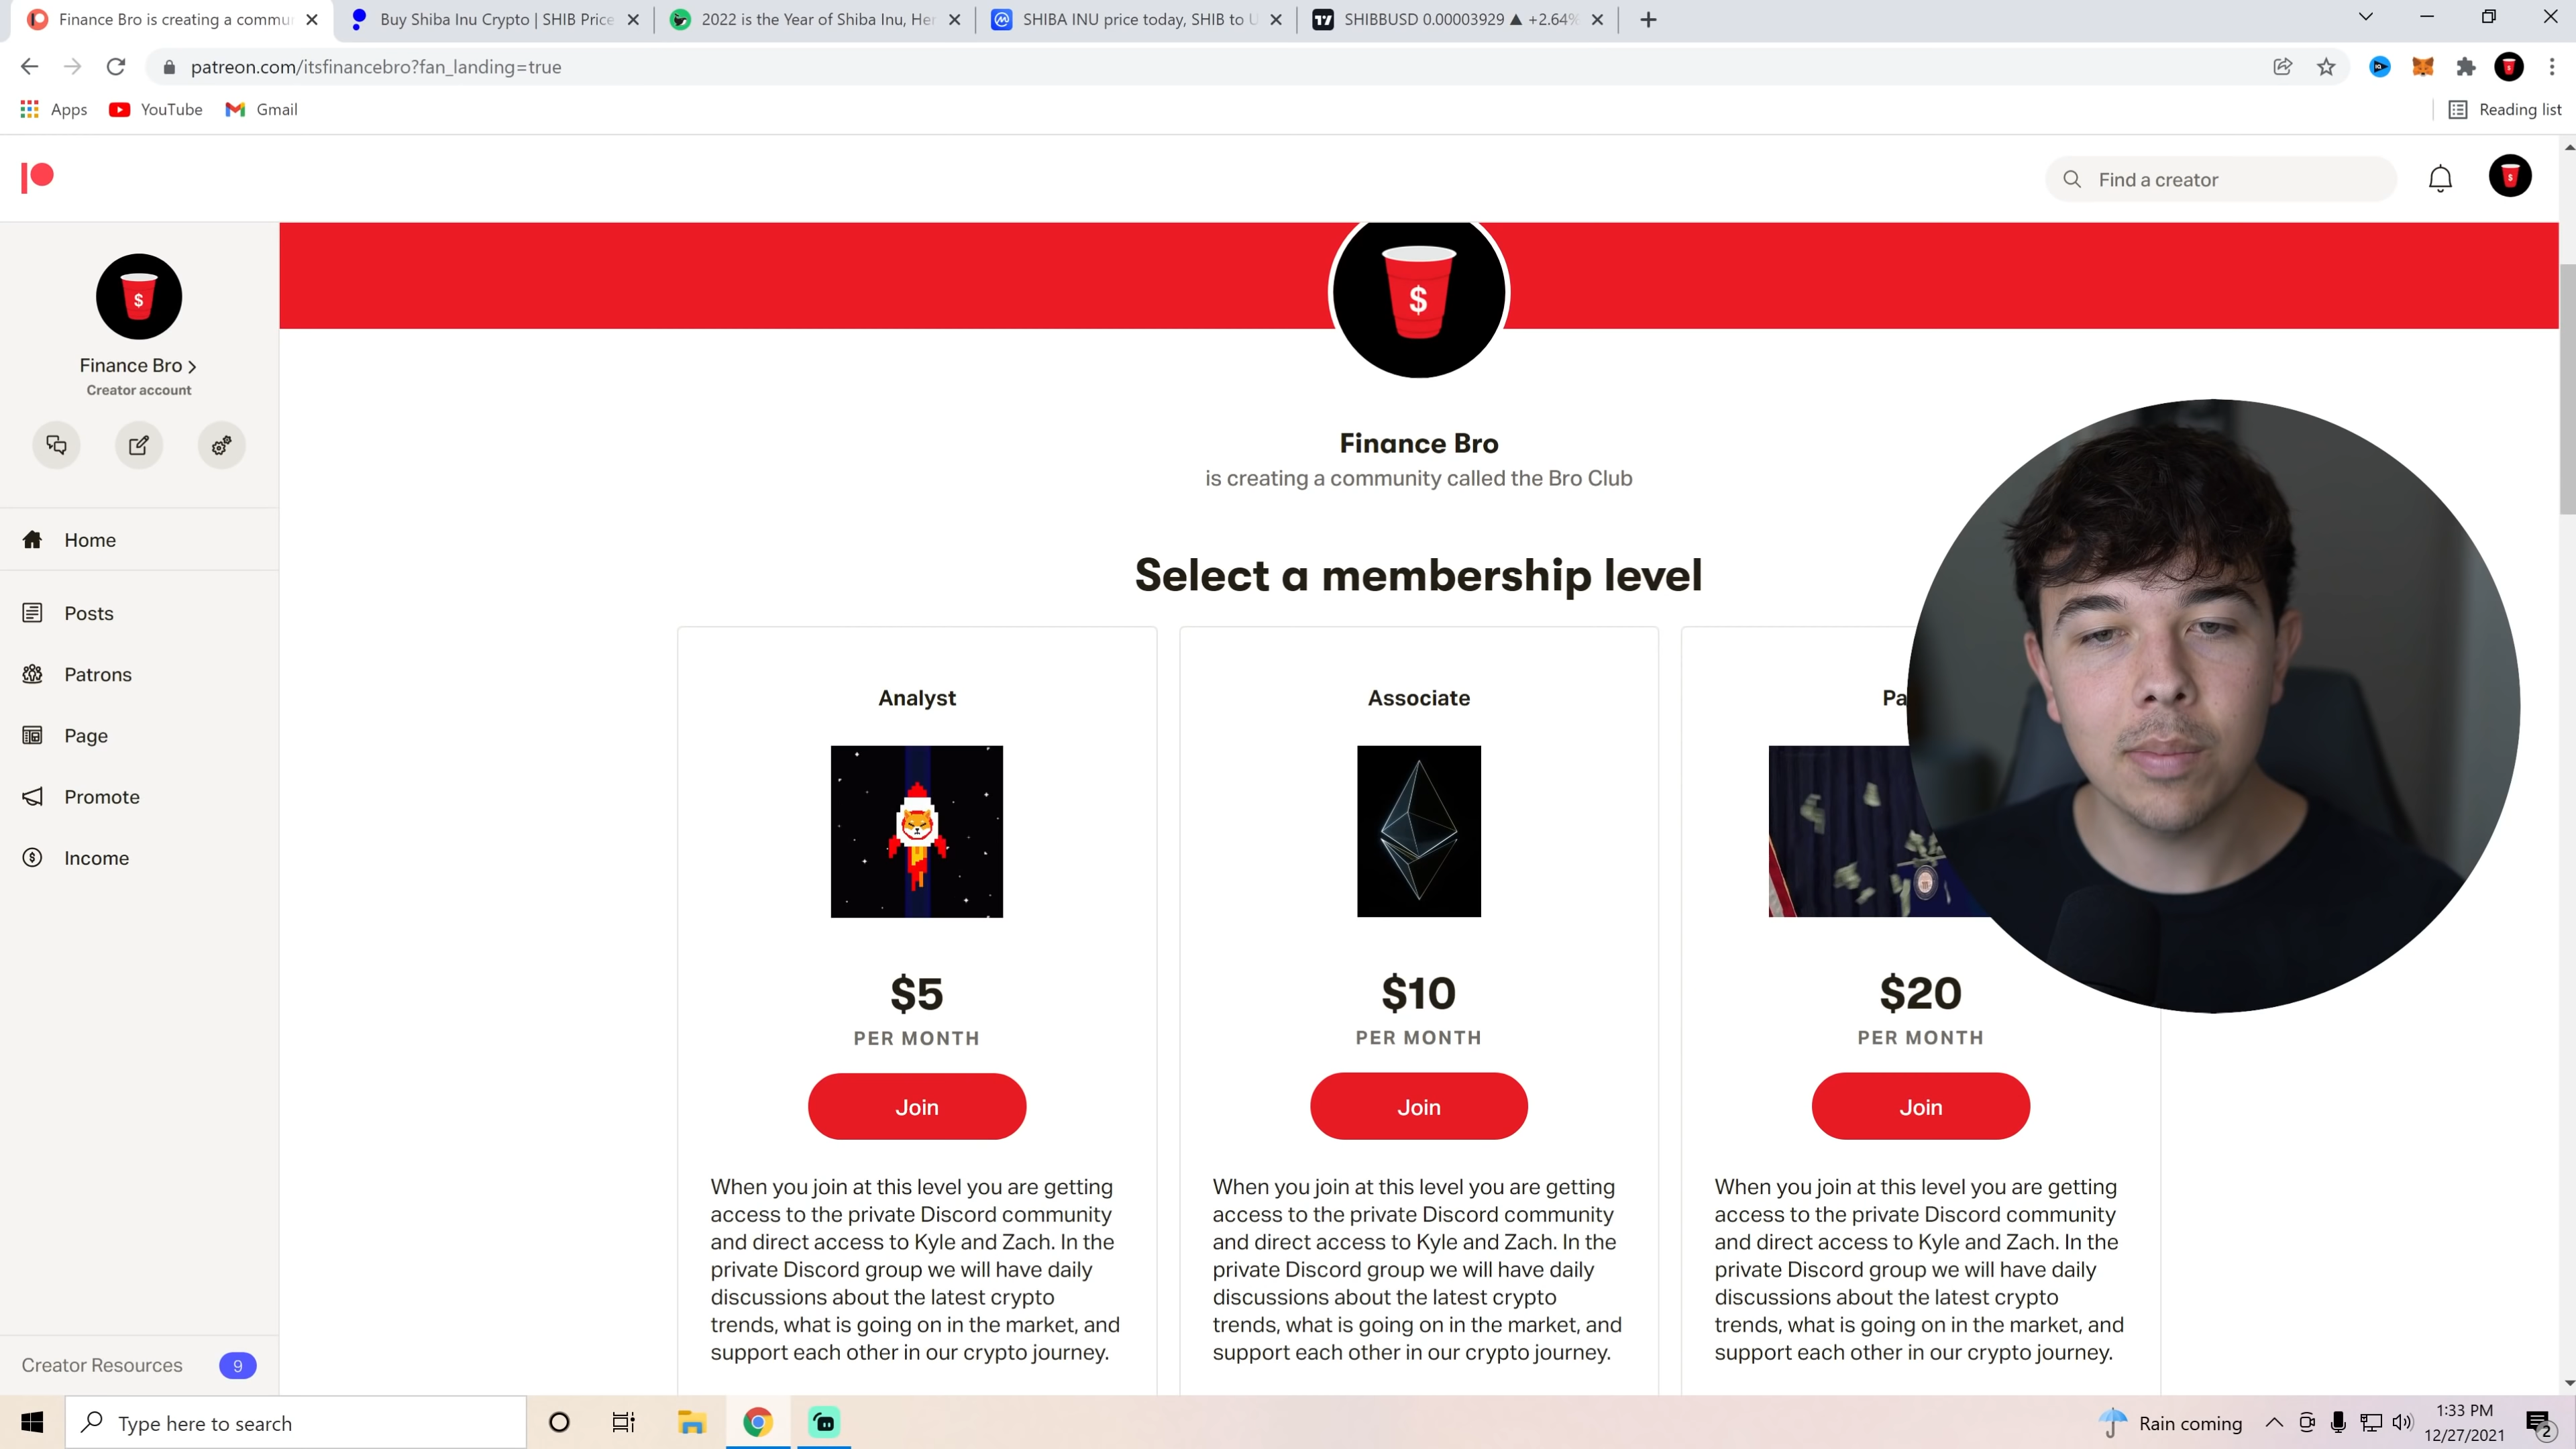 Finance Bro is creating a commu
Buy Shiba Inu Crypto | SHIB Price
2022 is the Year of Shiba Inu, Her
SHIBA INU price today, SHIB to U
SHIBBUSD 0.00003929 ▲ +2.64%
patreon.com/itsfinancebro?fan_landing=true
Apps
YouTube
Gmail
Reading list
Find a creator
$
$
Finance Bro >
Creator account
Home
Posts
Patrons
Page
Promote
Income
Creator Resources
9
Finance Bro
is creating a community called the Bro Club
Select a membership level
Analyst
$5
PER MONTH
Join
When you join at this level you are getting
access to the private Discord community
and direct access to Kyle and Zach. In the
private Discord group we will have daily
discussions about the latest crypto
trends, what is going on in the market, and
support each other in our crypto journey.
Associate
$10
PER MONTH
Join
When you join at this level you are getting
access to the private Discord community
and direct access to Kyle and Zach. In the
private Discord group we will have daily
discussions about the latest crypto
trends, what is going on in the market, and
support each other in our crypto journey.
Pa
$20
PER MONTH
Join
When you join at this level you are getting
access to the private Discord community
and direct access to Kyle and Zach. In the
private Discord group we will have daily
discussions about the latest crypto
trends, what is going on in the market, and
support each other in our crypto journey.
Type here to search
Rain coming
1:33 PM
12/27/2021
2